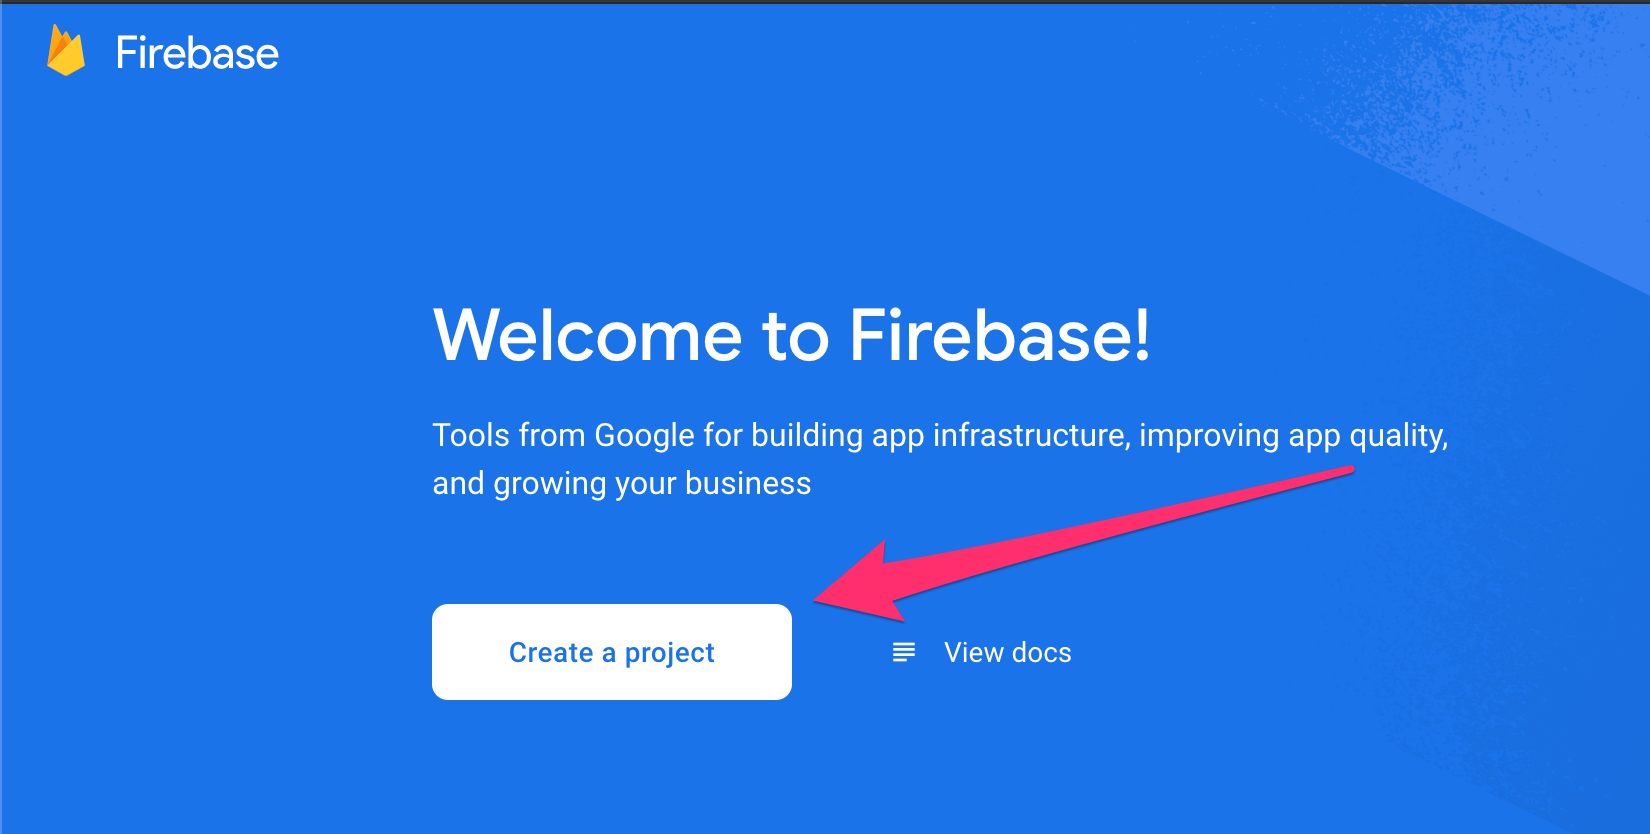 Firebase
Welcome to Firebase!
Tools from Google for building app infrastructure, improving app quality,
and growing your business
Create a project
View docs